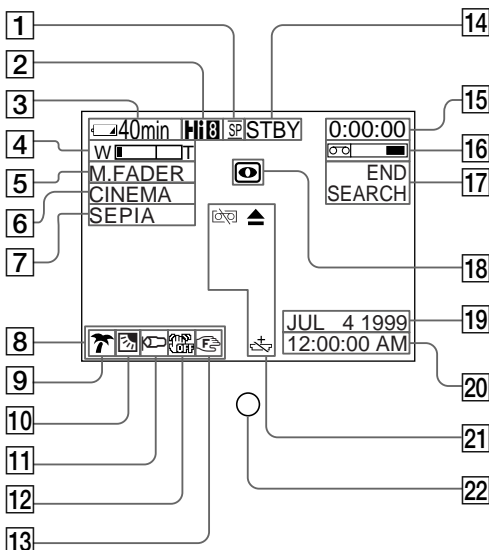 1
2
3
4
5
6
7
8
9
10
11
12
13
14
15
16
17
18
19
20
21
22
40min Hi8 SP STBY 0:00:00
W T
M.FADER
CINEMA
SEPIA
END
SEARCH
OFF
F
JUL 4 1999
12:00:00 AM